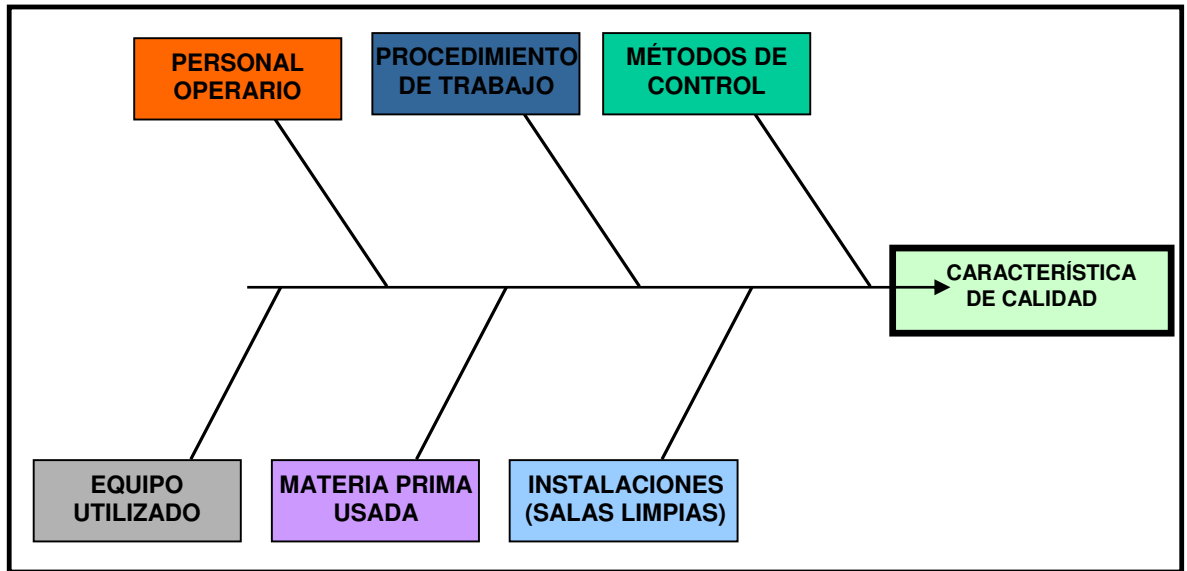 PERSONAL
OPERARIO
PROCEDIMIENTO
DE TRABAJO
MÉTODOS DE
CONTROL
CARACTERÍSTICA
DE CALIDAD
EQUIPO
UTILIZADO
MATERIA PRIMA
USADA
INSTALACIONES
(SALAS LIMPIAS)